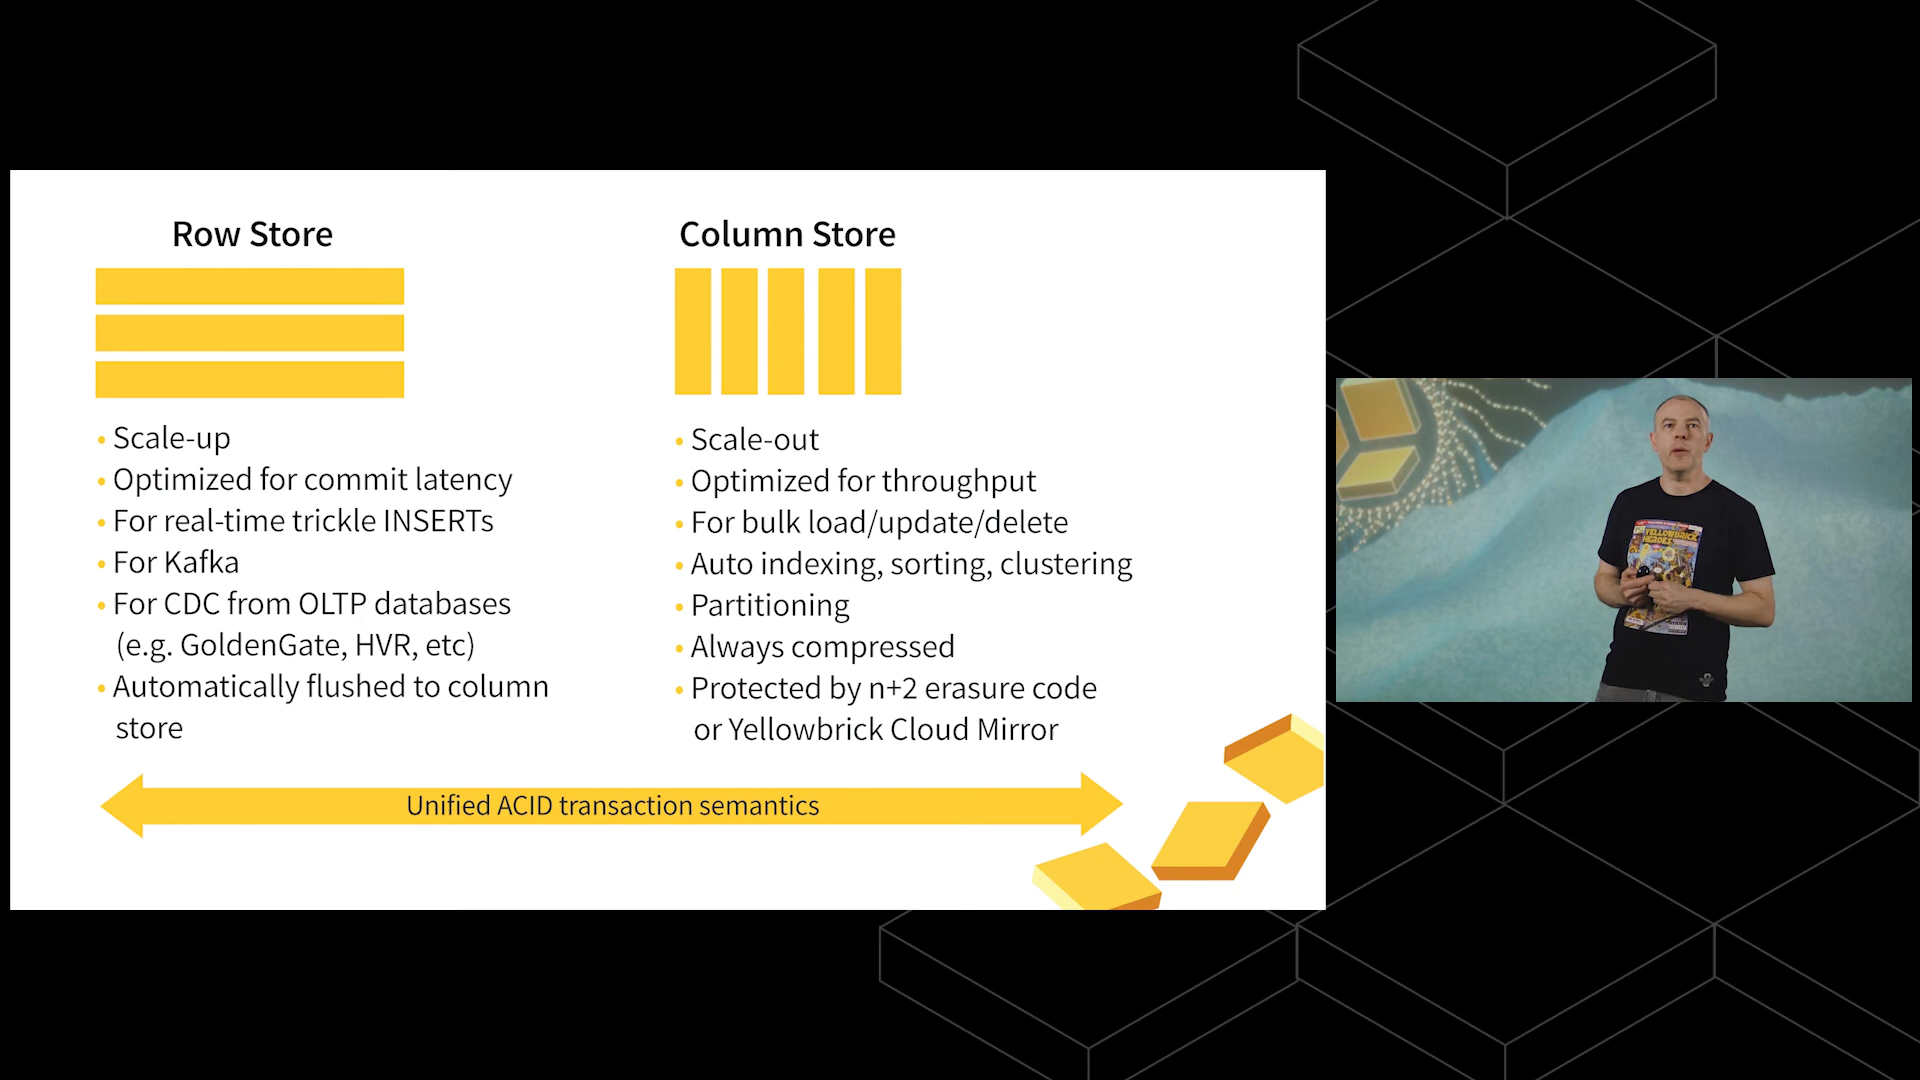 Row Store
• Scale-up
• Optimized for commit latency
• For real-time trickle INSERTs
• For Kafka
• For CDC from OLTP databases
(e.g. GoldenGate, HVR, etc)
• Automatically flushed to column
store
Column Store
• Scale-out
• Optimized for throughput
• For bulk load/update/delete
• Auto indexing, sorting, clustering
• Partitioning
• Always compressed
• Protected by n+2 erasure code
or Yellowbrick Cloud Mirror
Unified ACID transaction semantics
YELLOWBRICK
HEROES